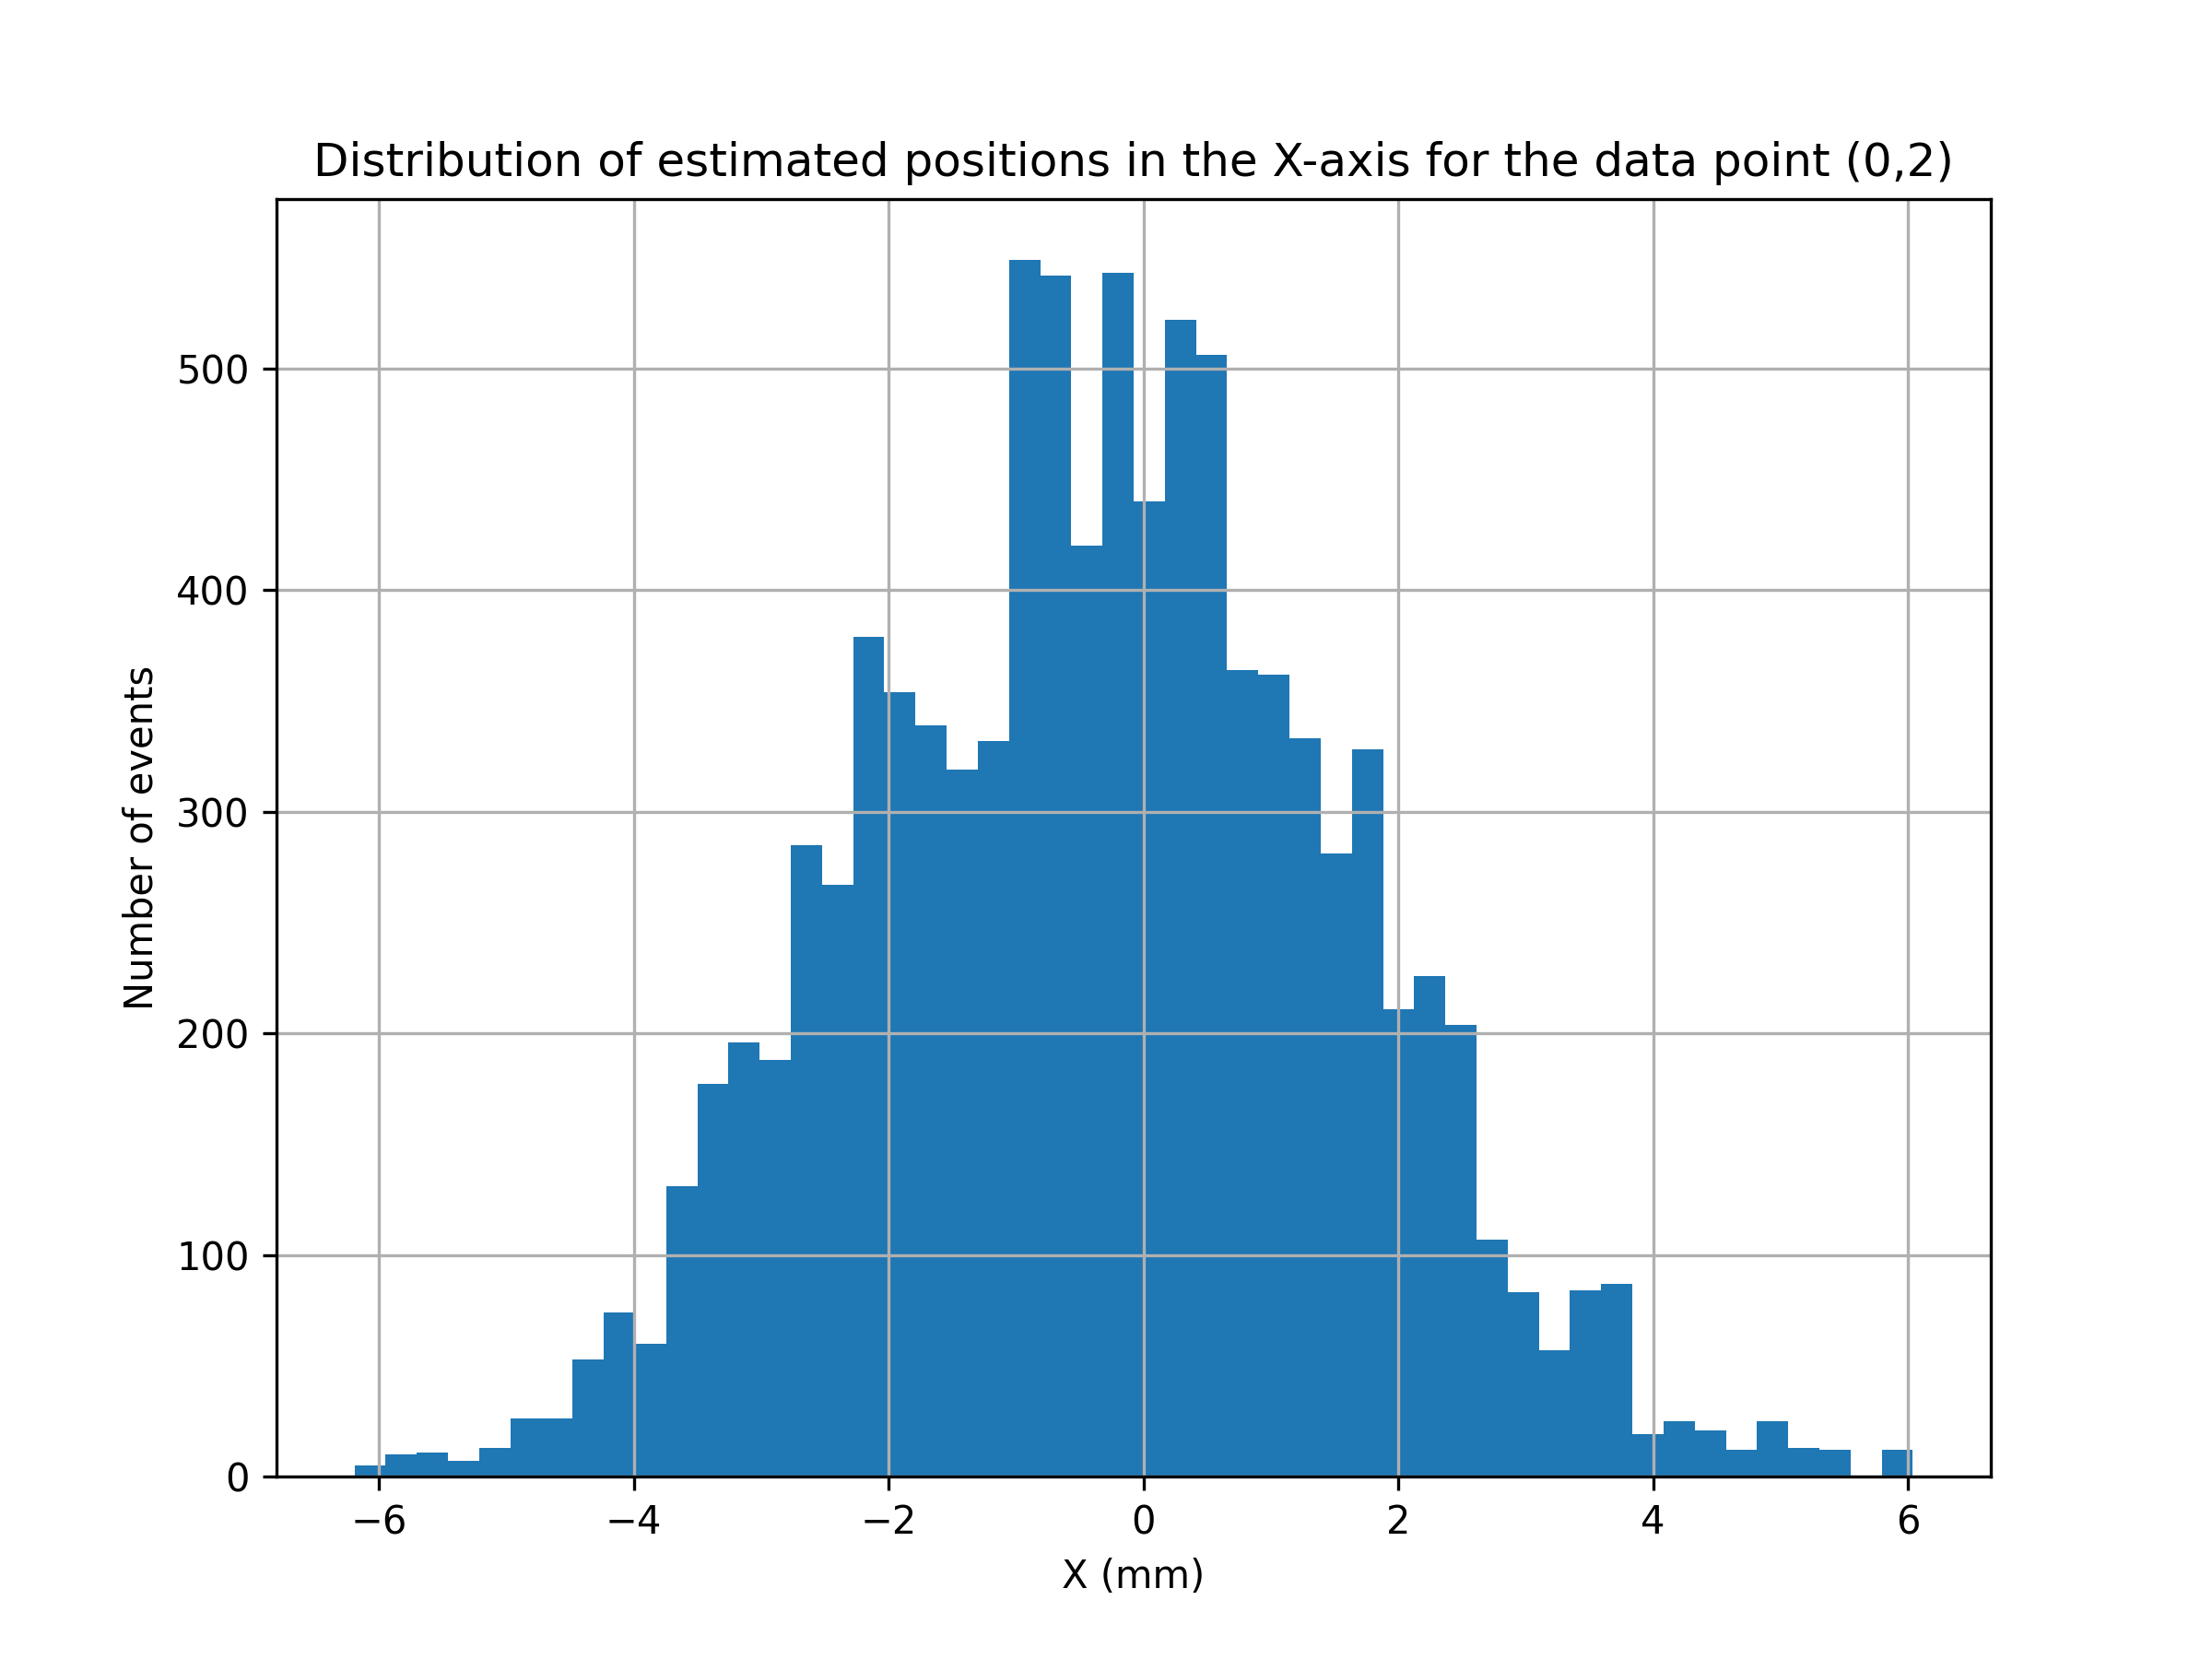 Distribution of estimated positions in the X-axis for the data point (0,2)
500
400
300
200
100
0
Number of events
−6 −4 −2 0 2 4 6
X (mm)